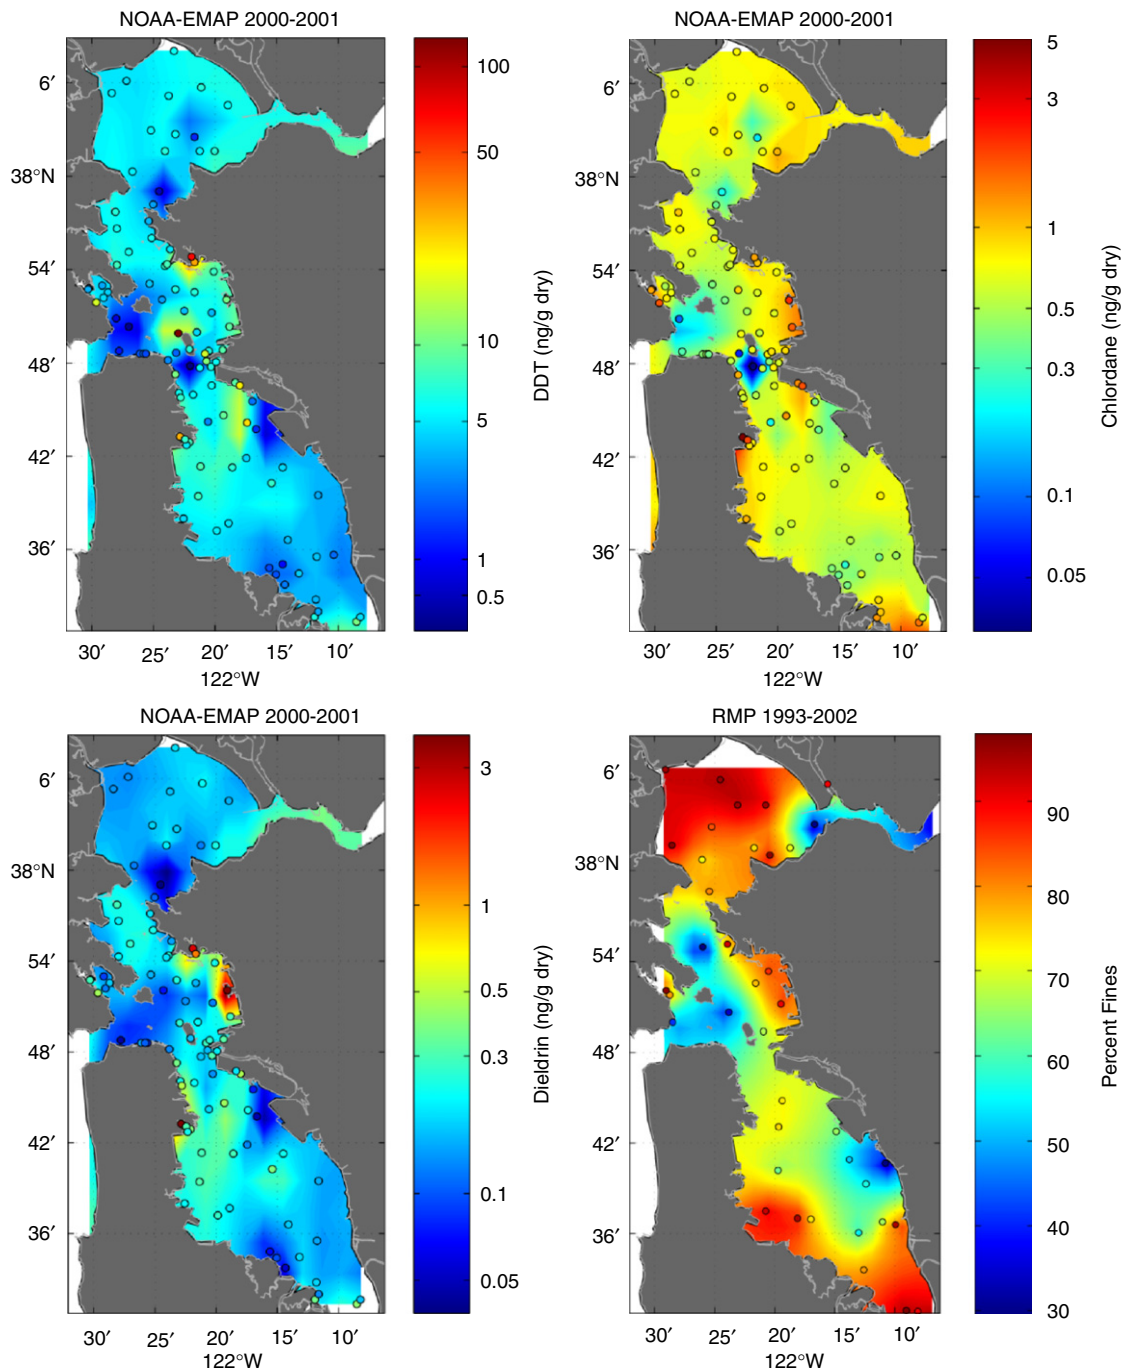 NOAA-EMAP 2000-2001
6′
38°N
54′
48′
42′
36′
30′ 25′ 20′ 15′ 10′
122°W
100
50
10
5
1
0.5
DDT (ng/g dry)
NOAA-EMAP 2000-2001
6′
38°N
54′
48′
42′
36′
30′ 25′ 20′ 15′ 10′
122°W
5
3
1
0.5
0.3
0.1
0.05
Chlordane (ng/g dry)
NOAA-EMAP 2000-2001
6′
38°N
54′
48′
42′
36′
30′ 25′ 20′ 15′ 10′
122°W
3
1
0.5
0.3
0.1
0.05
Dieldrin (ng/g dry)
RMP 1993-2002
6′
38°N
54′
48′
42′
36′
30′ 25′ 20′ 15′ 10′
122°W
90
80
70
60
50
40
30
Percent Fines